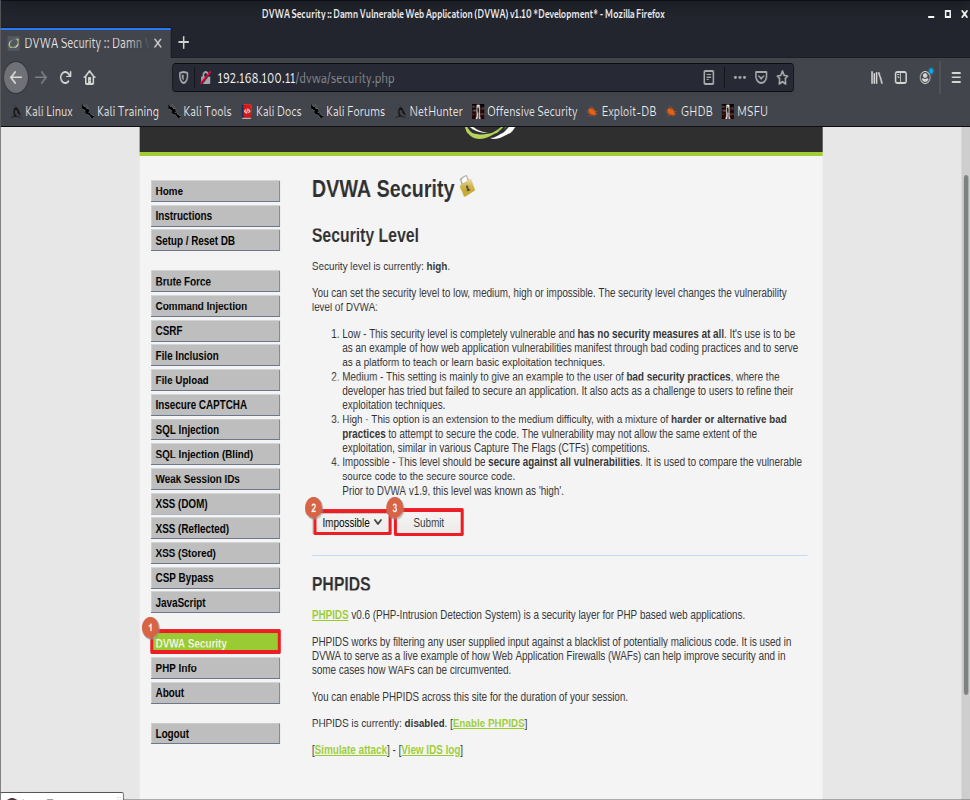 DVWA Security :: Damn Vulnerable Web Application (DVWA) v1.10 *Development* - Mozilla Firefox
DVWA Security :: Damn
192.168.100.11/dvwa/security.php
Kali Linux Kali Training Kali Tools Kali Docs Kali Forums NetHunter Offensive Security Exploit-DB GHDB MSFU
Home
Instructions
Setup / Reset DB
Brute Force
Command Injection
CSRF
File Inclusion
File Upload
Insecure CAPTCHA
SQL Injection
SQL Injection (Blind)
Weak Session IDs
XSS (DOM)
XSS (Reflected)
XSS (Stored)
CSP Bypass
JavaScript
1
DVWA Security
PHP Info
About
Logout
DVWA Security
Security Level
Security level is currently: high.
You can set the security level to low, medium, high or impossible. The security level changes the vulnerability
level of DVWA:
1. Low - This security level is completely vulnerable and has no security measures at all. It's use is to be
as an example of how web application vulnerabilities manifest through bad coding practices and to serve
as a platform to teach or learn basic exploitation techniques.
2. Medium - This setting is mainly to give an example to the user of bad security practices, where the
developer has tried but failed to secure an application. It also acts as a challenge to users to refine their
exploitation techniques.
3. High - This option is an extension to the medium difficulty, with a mixture of harder or alternative bad
practices to attempt to secure the code. The vulnerability may not allow the same extent of the
exploitation, similar in various Capture The Flags (CTFs) competitions.
4. Impossible - This level should be secure against all vulnerabilities. It is used to compare the vulnerable
source code to the secure source code.
Prior to DVWA v1.9, this level was known as 'high'.
2 3
Impossible Submit
PHPIDS
PHPIDS v0.6 (PHP-Intrusion Detection System) is a security layer for PHP based web applications.
PHPIDS works by filtering any user supplied input against a blacklist of potentially malicious code. It is used in
DVWA to serve as a live example of how Web Application Firewalls (WAFs) can help improve security and in
some cases how WAFs can be circumvented.
You can enable PHPIDS across this site for the duration of your session.
PHPIDS is currently: disabled. [Enable PHPIDS]
[Simulate attack] - [View IDS log]